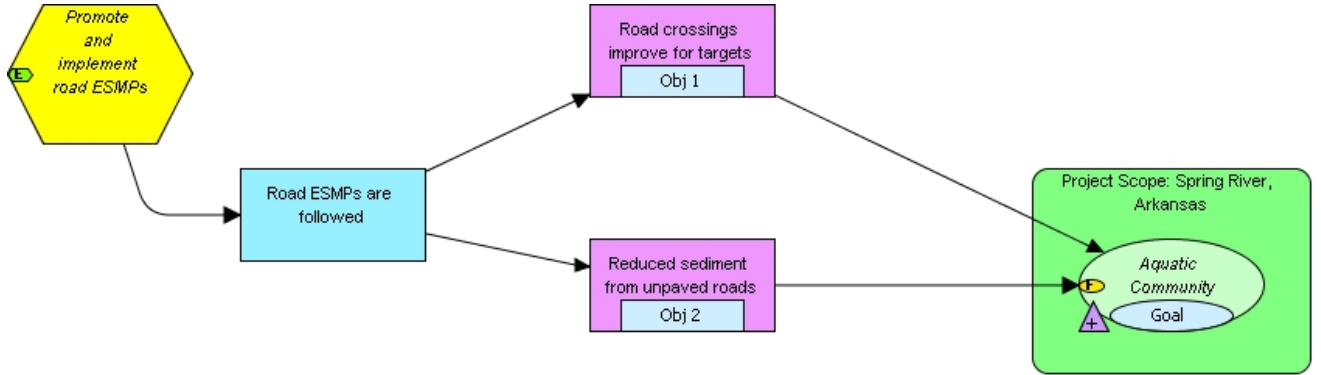 Promote
and
implement
road ESMPs
E
Road ESMPs are
followed
Road crossings
improve for targets
Obj 1
Reduced sediment
from unpaved roads
Obj 2
Project Scope: Spring River,
Arkansas
Aquatic
Community
F
Goal
+